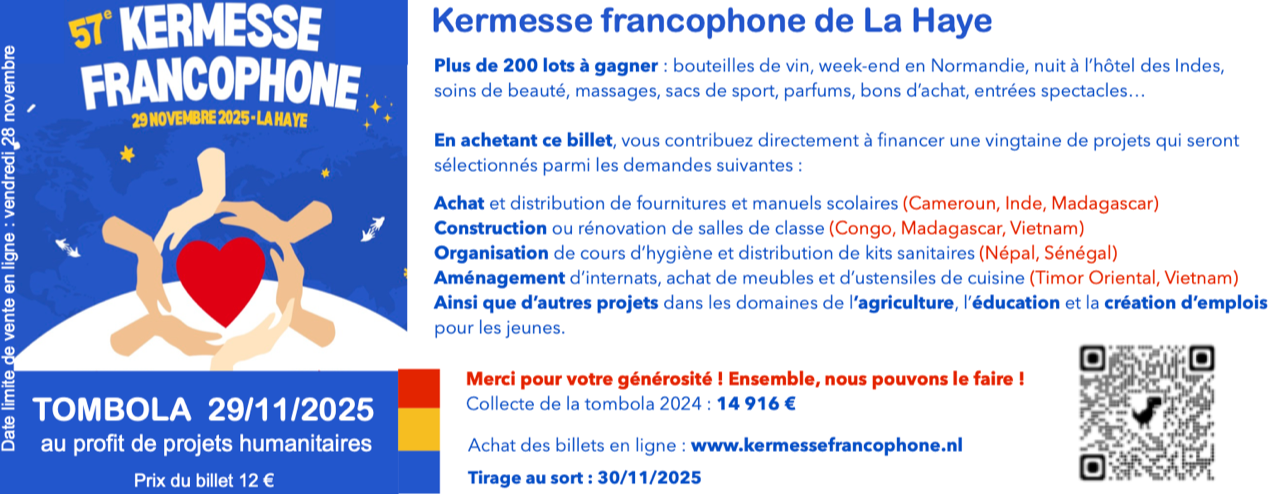 Date limite de vente en ligne : vendredi 28 novembre
57e KERMESSE
FRANCOPHONE
29 NOVEMBRE 2025 - LA HAYE
TOMBOLA 29/11/2025
au profit de projets humanitaires
Prix du billet 12 €
Kermesse francophone de La Haye
Plus de 200 lots à gagner : bouteilles de vin, week-end en Normandie, nuit à l'hôtel des Indes,
soins de beauté, massages, sacs de sport, parfums, bons d'achat, entrées spectacles…
En achetant ce billet, vous contribuez directement à financer une vingtaine de projets qui seront
sélectionnés parmi les demandes suivantes :
Achat et distribution de fournitures et manuels scolaires (Cameroun, Inde, Madagascar)
Construction ou rénovation de salles de classe (Congo, Madagascar, Vietnam)
Organisation de cours d'hygiène et distribution de kits sanitaires (Népal, Sénégal)
Aménagement d'internats, achat de meubles et d'ustensiles de cuisine (Timor Oriental, Vietnam)
Ainsi que d'autres projets dans les domaines de l'agriculture, l'éducation et la création d'emplois
pour les jeunes.
Merci pour votre générosité ! Ensemble, nous pouvons le faire !
Collecte de la tombola 2024 : 14 916 €
Achat des billets en ligne : www.kermessefrancophone.nl
Tirage au sort : 30/11/2025